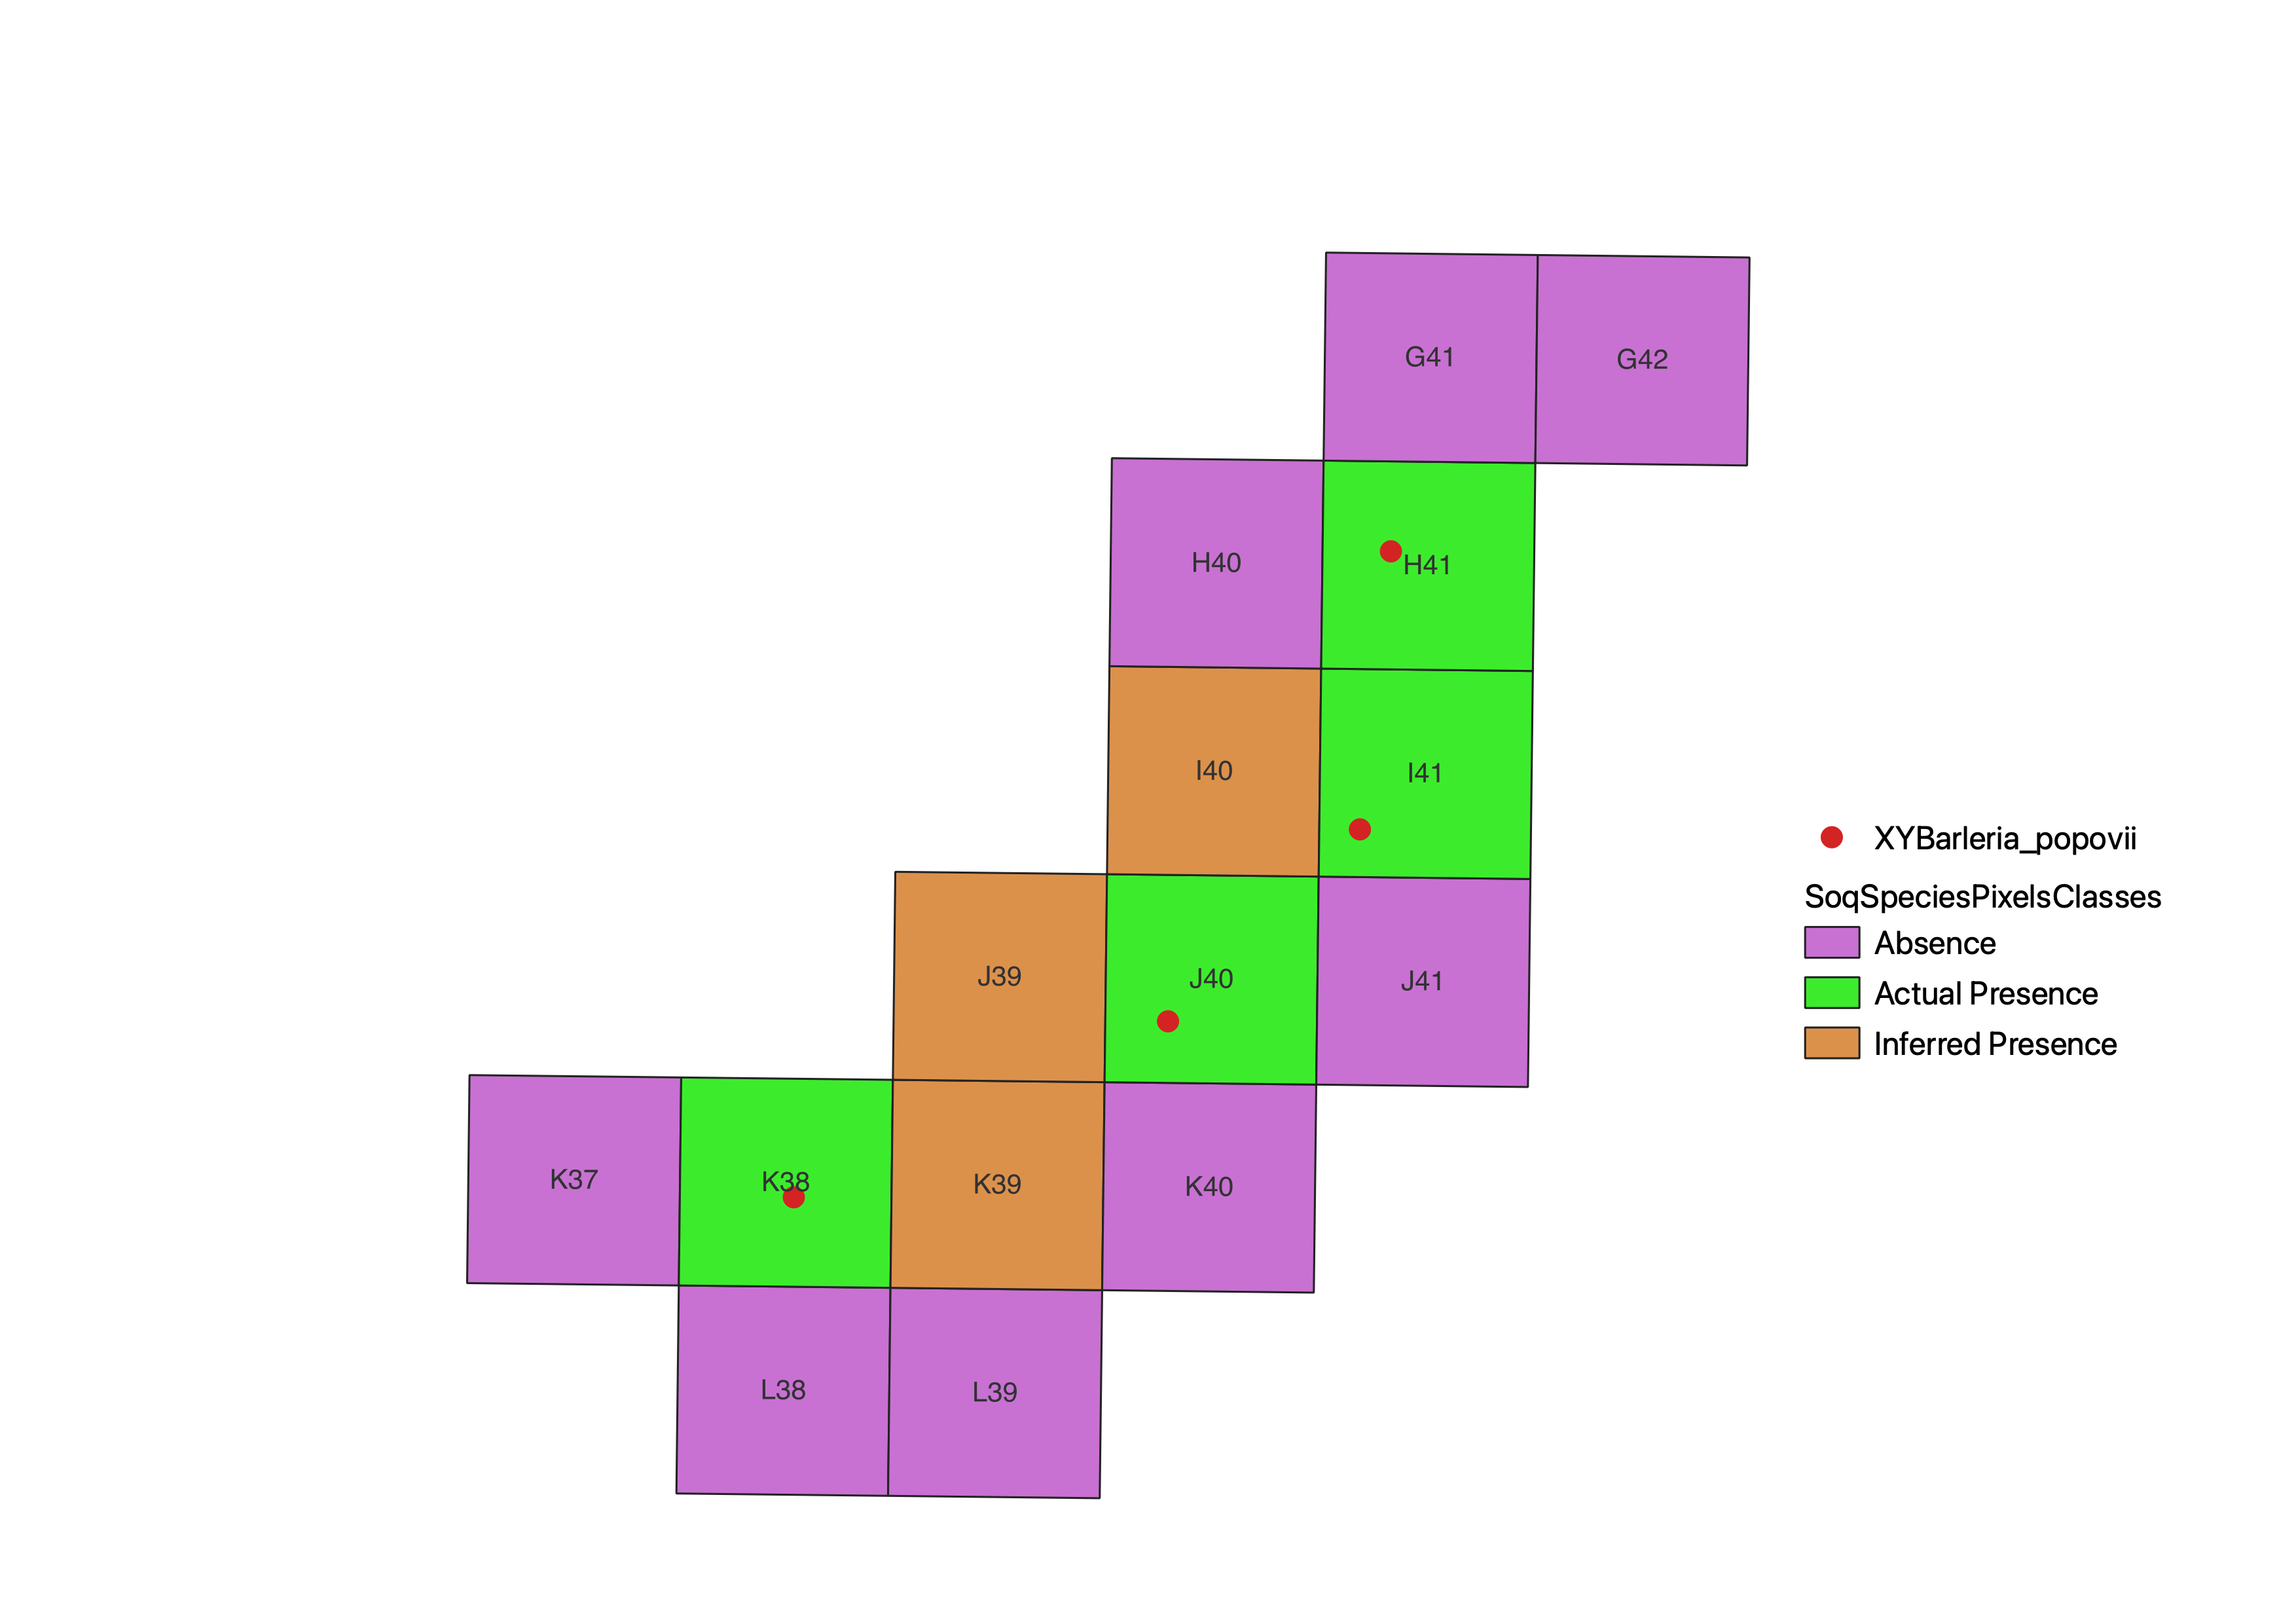 G41
G42
H40
H41
I40
I41
XYBarleria_popovii
SoqSpeciesPixelsClasses
Absence
Actual Presence
Inferred Presence
J39
J40
J41
K37
K38
K39
K40
L38
L39